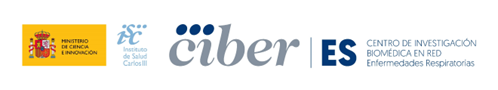 MINISTERIO
DE CIENCIA
E INNOVACIÓN
isc
Instituto
de Salud
Carlos III
ciber
ES
CENTRO DE INVESTIGACIÓN
BIOMÉDICA EN RED
Enfermedades Respiratorias